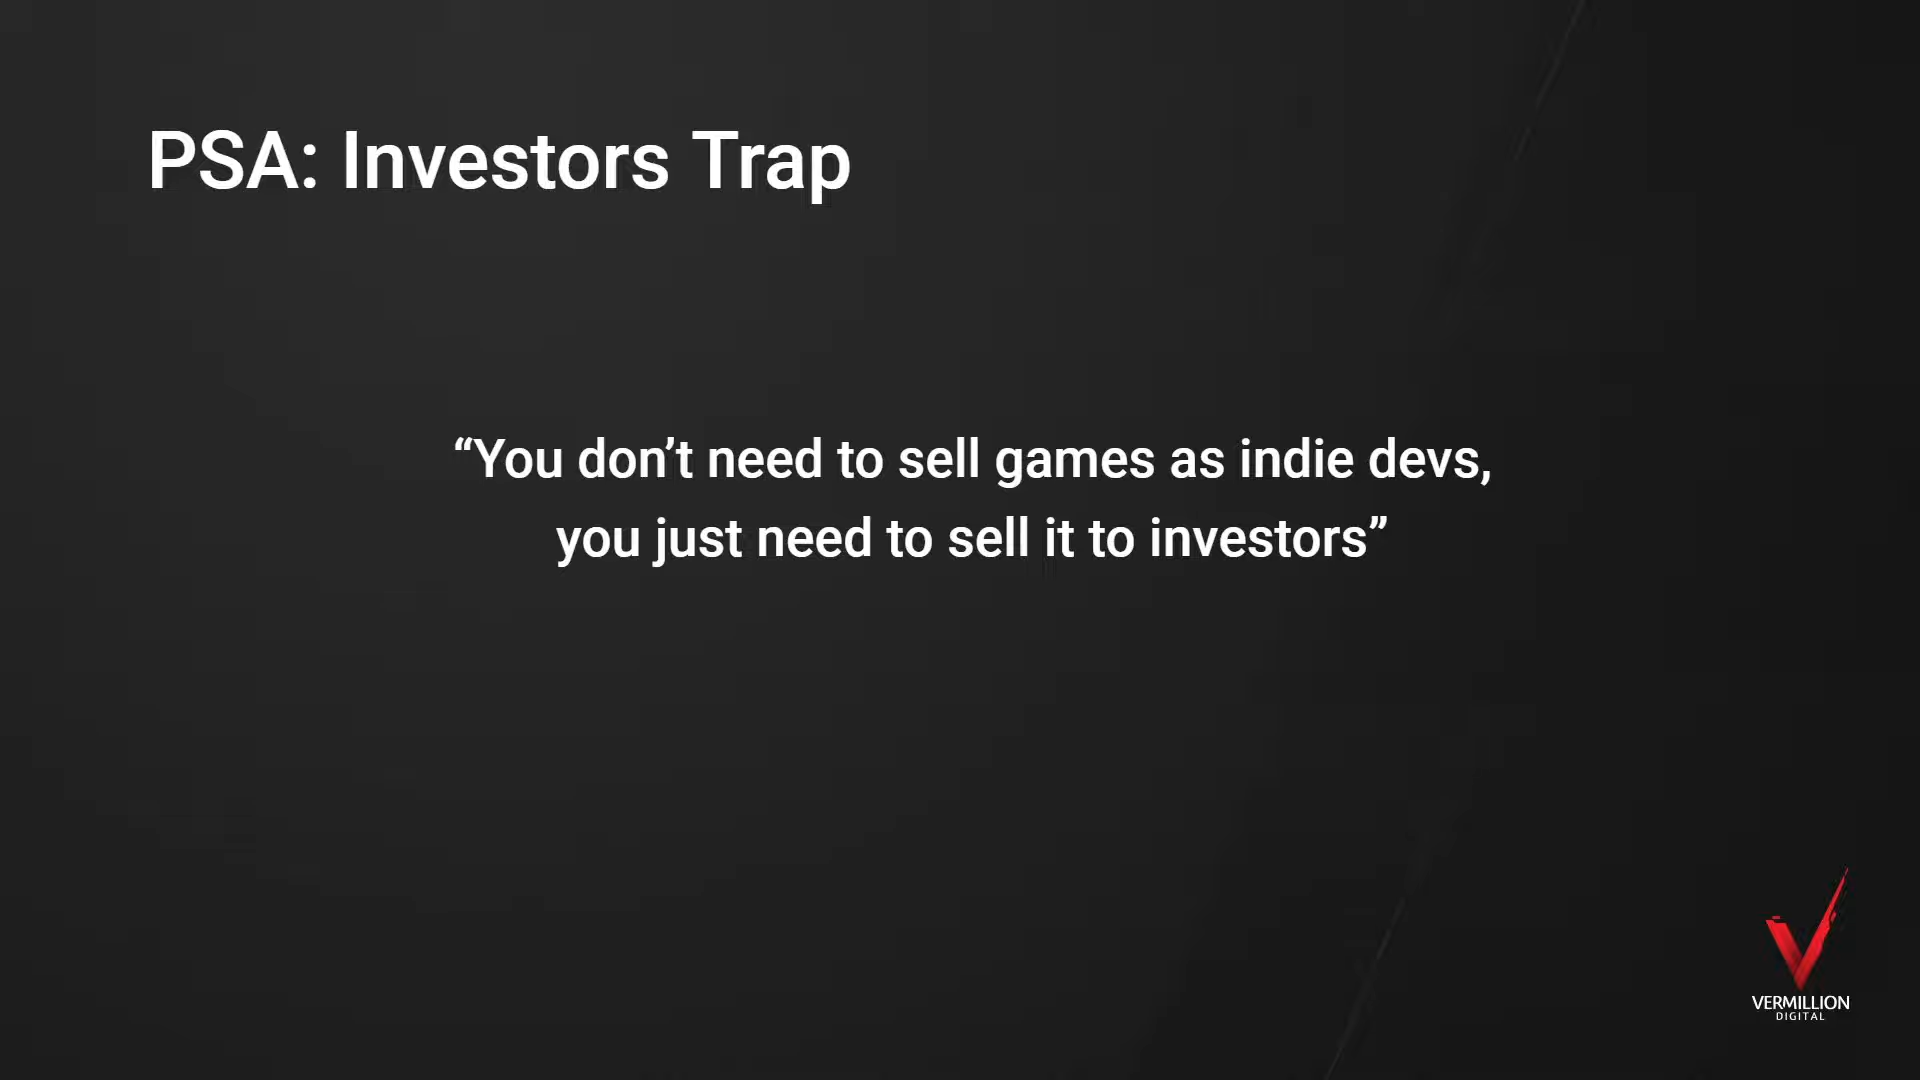 PSA: Investors Trap
“You don’t need to sell games as indie devs,
you just need to sell it to investors”
VERMILLION
DIGITAL